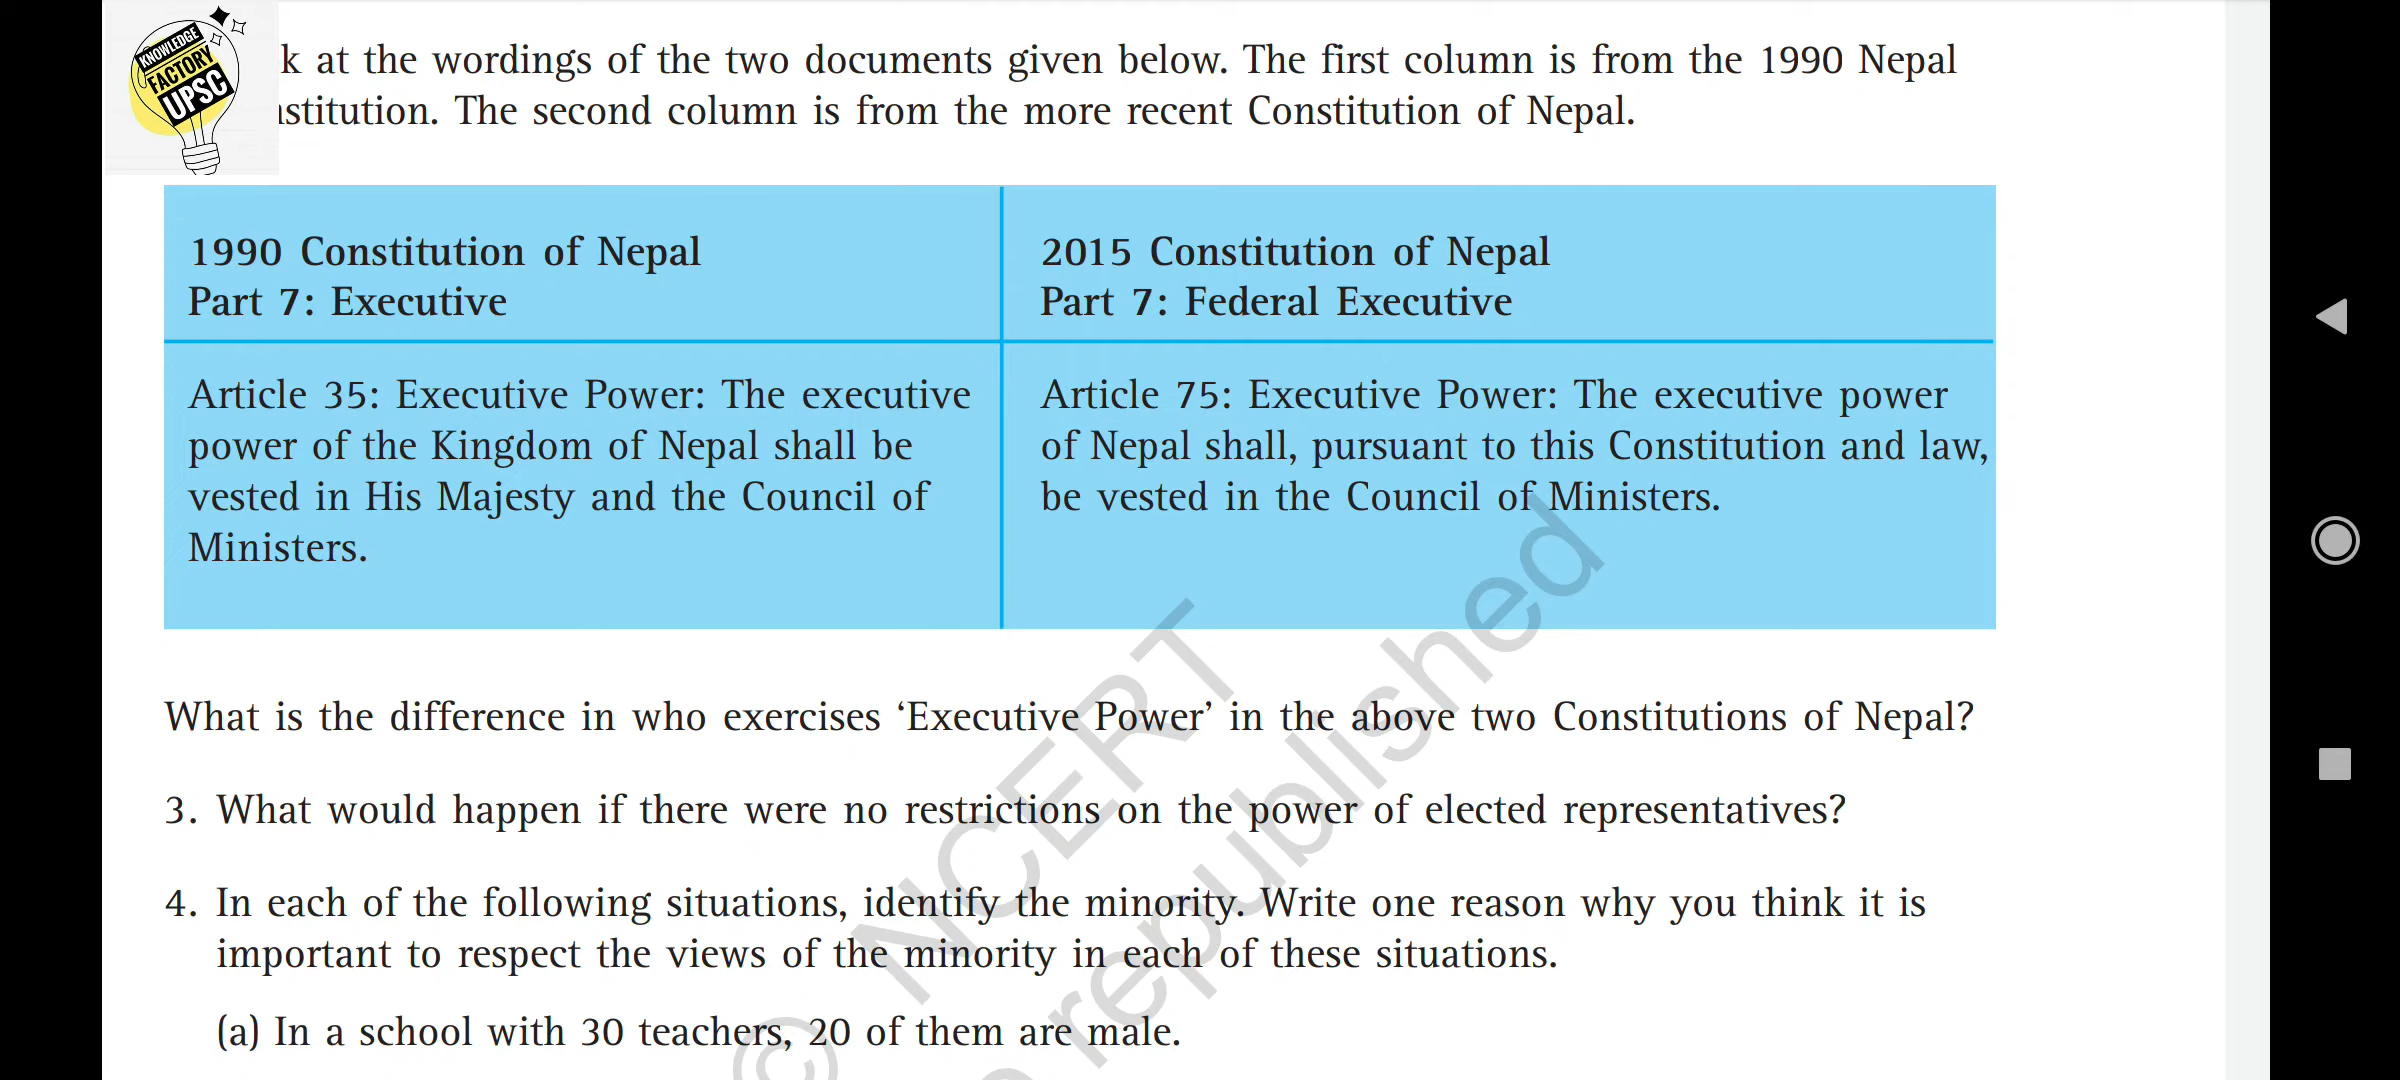 KNOWLEDGE
FACTORY
UPSC
k at the wordings of the two documents given below. The first column is from the 1990 Nepal
stitution. The second column is from the more recent Constitution of Nepal.
1990 Constitution of Nepal
Part 7: Executive
2015 Constitution of Nepal
Part 7: Federal Executive
Article 35: Executive Power: The executive
power of the Kingdom of Nepal shall be
vested in His Majesty and the Council of
Ministers.
Article 75: Executive Power: The executive power
of Nepal shall, pursuant to this Constitution and law,
be vested in the Council of Ministers.
What is the difference in who exercises ‘Executive Power’ in the above two Constitutions of Nepal?
3. What would happen if there were no restrictions on the power of elected representatives?
4. In each of the following situations, identify the minority. Write one reason why you think it is
important to respect the views of the minority in each of these situations.
(a) In a school with 30 teachers, 20 of them are male.
© NCERT
republished